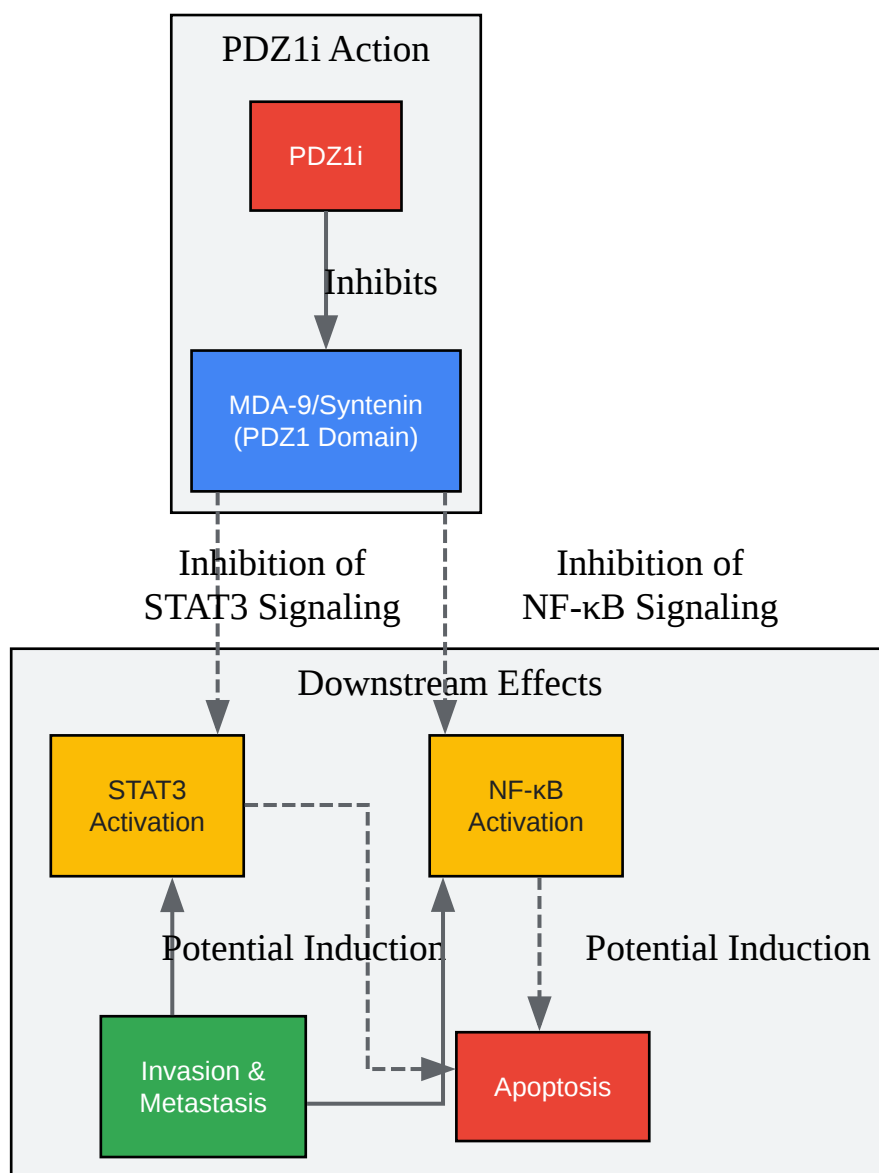 PDZ1i Action
PDZ1i
Inhibits
MDA-9/Syntenin
(PDZ1 Domain)
Inhibition of
STAT3 Signaling
Inhibition of
NF-κB Signaling
Downstream Effects
STAT3
Activation
NF-κB
Activation
Potential Induction
Potential Induction
Invasion &
Metastasis
Apoptosis